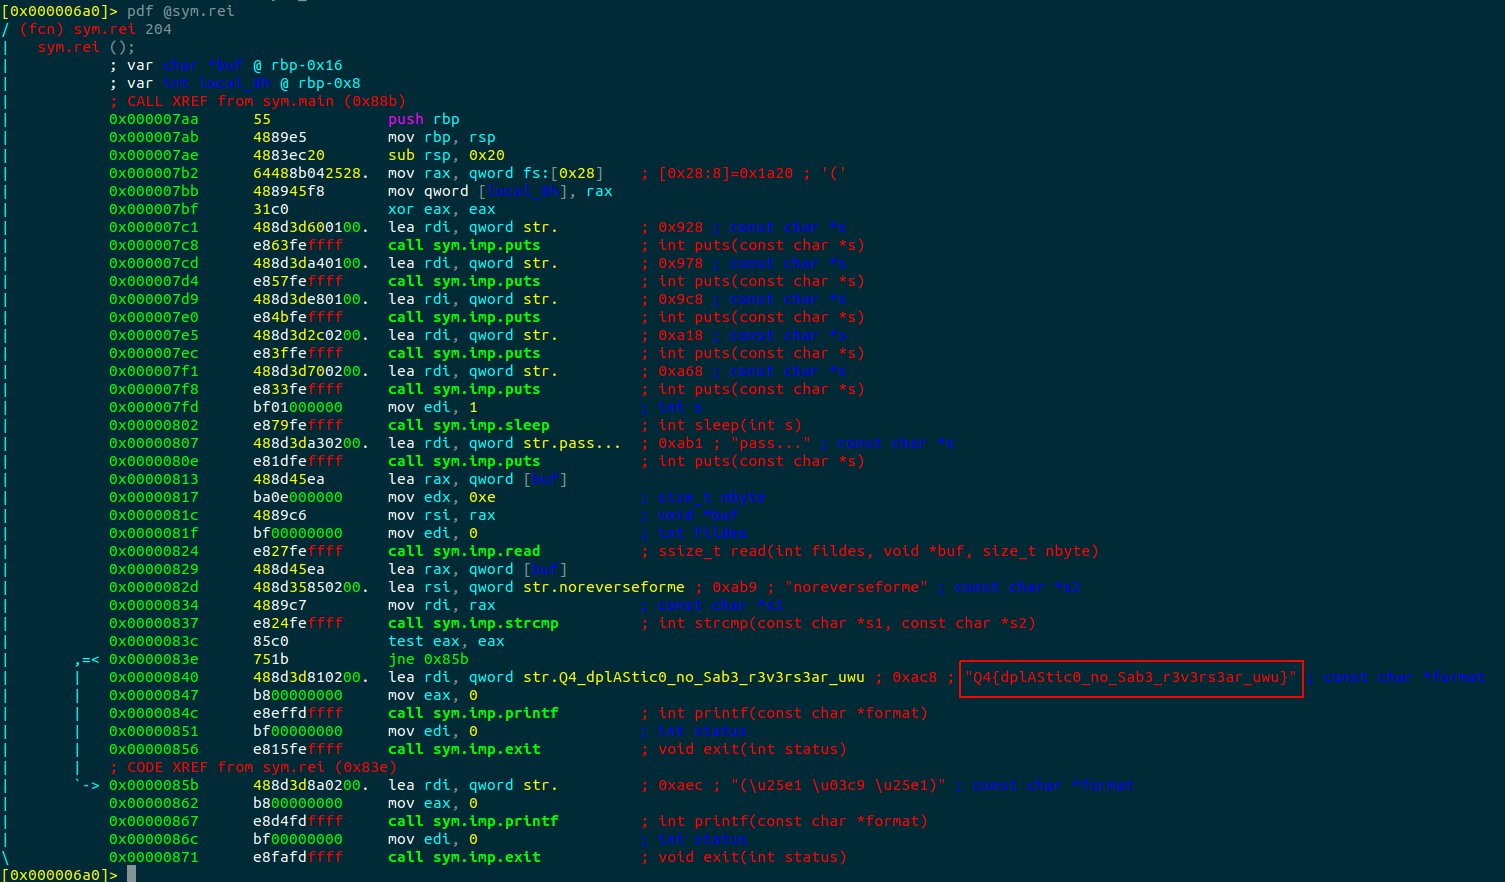 [0x000006a0]> pdf @sym.rei
/ (fcn) sym.rei 204
|   sym.rei ();
|           ; var char *buf @ rbp-0x16
|           ; var int local_8h @ rbp-0x8
|           ; CALL XREF from sym.main (0x88b)
|           0x000007aa      55             push rbp
|           0x000007ab      4889e5         mov rbp, rsp
|           0x000007ae      4883ec20       sub rsp, 0x20
|           0x000007b2      64488b042528.  mov rax, qword fs:[0x28]    ; [0x28:8]=0x1a20 ; '('
|           0x000007bb      488945f8       mov qword [local_8h], rax
|           0x000007bf      31c0           xor eax, eax
|           0x000007c1      488d3d600100.  lea rdi, qword str.         ; 0x928 ; const char *s
|           0x000007c8      e863feffff     call sym.imp.puts           ; int puts(const char *s)
|           0x000007cd      488d3da40100.  lea rdi, qword str.         ; 0x978 ; const char *s
|           0x000007d4      e857feffff     call sym.imp.puts           ; int puts(const char *s)
|           0x000007d9      488d3de80100.  lea rdi, qword str.         ; 0x9c8 ; const char *s
|           0x000007e0      e84bfeffff     call sym.imp.puts           ; int puts(const char *s)
|           0x000007e5      488d3d2c0200.  lea rdi, qword str.         ; 0xa18 ; const char *s
|           0x000007ec      e83ffeffff     call sym.imp.puts           ; int puts(const char *s)
|           0x000007f1      488d3d700200.  lea rdi, qword str.         ; 0xa68 ; const char *s
|           0x000007f8      e833feffff     call sym.imp.puts           ; int puts(const char *s)
|           0x000007fd      bf01000000     mov edi, 1                  ; int s
|           0x00000802      e879feffff     call sym.imp.sleep          ; int sleep(int s)
|           0x00000807      488d3da30200.  lea rdi, qword str.pass...  ; 0xab1 ; "pass..." ; const char *s
|           0x0000080e      e81dfeffff     call sym.imp.puts           ; int puts(const char *s)
|           0x00000813      488d45ea       lea rax, qword [buf]
|           0x00000817      ba0e000000     mov edx, 0xe                ; size_t nbyte
|           0x0000081c      4889c6         mov rsi, rax                ; void *buf
|           0x0000081f      bf00000000     mov edi, 0                  ; int fildes
|           0x00000824      e827feffff     call sym.imp.read           ; ssize_t read(int fildes, void *buf, size_t nbyte)
|           0x00000829      488d45ea       lea rax, qword [buf]
|           0x0000082d      488d35850200.  lea rsi, qword str.noreverseforme ; 0xab9 ; "noreverseforme" ; const char *s2
|           0x00000834      4889c7         mov rdi, rax                ; const char *s1
|           0x00000837      e824feffff     call sym.imp.strcmp         ; int strcmp(const char *s1, const char *s2)
|           0x0000083c      85c0           test eax, eax
|       ,=< 0x0000083e      751b           jne 0x85b
|       |   0x00000840      488d3d810200.  lea rdi, qword str.Q4_dplAStic0_no_Sab3_r3v3rs3ar_uwu ; 0xac8 ; "Q4{dplAStic0_no_Sab3_r3v3rs3ar_uwu}" ; const char *format
|       |   0x00000847      b800000000     mov eax, 0
|       |   0x0000084c      e8effdffff     call sym.imp.printf         ; int printf(const char *format)
|       |   0x00000851      bf00000000     mov edi, 0                  ; int status
|       |   0x00000856      e815feffff     call sym.imp.exit           ; void exit(int status)
|       |   ; CODE XREF from sym.rei (0x83e)
|       `-> 0x0000085b      488d3d8a0200.  lea rdi, qword str.         ; 0xaec ; "(\u25e1 \u03c9 \u25e1)" ; const char *format
|           0x00000862      b800000000     mov eax, 0
|           0x00000867      e8d4fdffff     call sym.imp.printf         ; int printf(const char *format)
|           0x0000086c      bf00000000     mov edi, 0                  ; int status
\           0x00000871      e8fafdffff     call sym.imp.exit           ; void exit(int status)
[0x000006a0]>